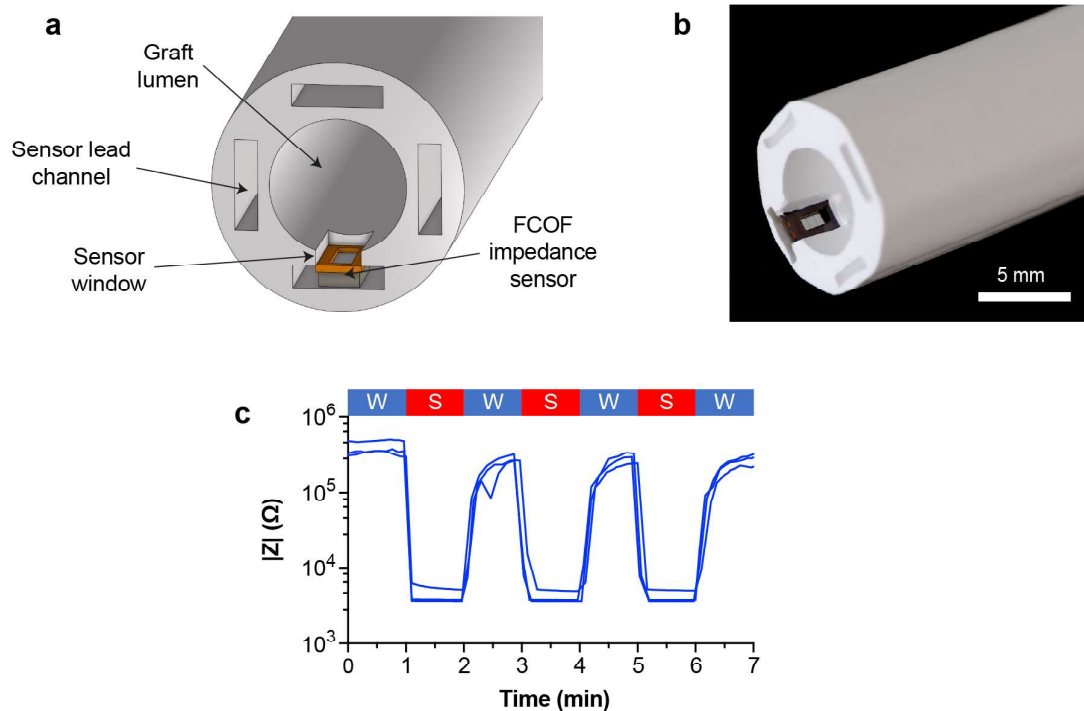 a
Graft
lumen
Sensor lead
channel
Sensor
window
FCOF
impedance
sensor
b
5 mm
c
W S W S W S W
10⁶
10⁵
10⁴
10³
|Z| (Ω)
0 1 2 3 4 5 6 7
Time (min)